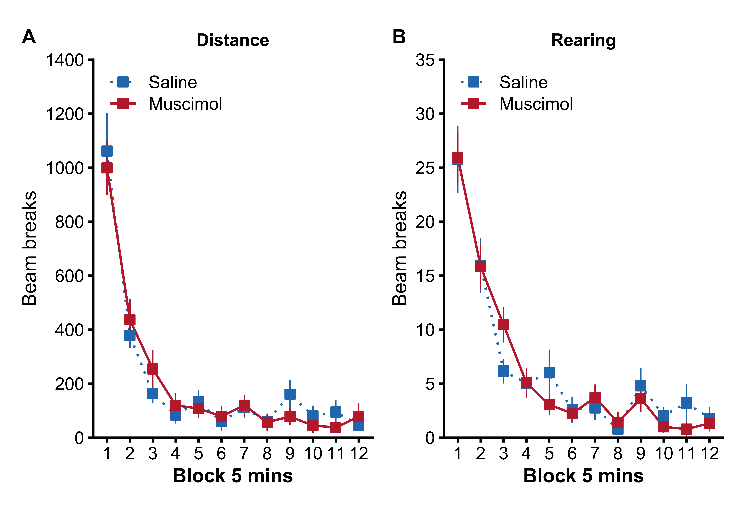 A
Distance
1400
1200
1000
800
600
400
200
0
Beam breaks
Saline
Muscimol
1 2 3 4 5 6 7 8 9 10 11 12
Block 5 mins
B
Rearing
35
30
25
20
15
10
5
0
Beam breaks
Saline
Muscimol
1 2 3 4 5 6 7 8 9 10 11 12
Block 5 mins